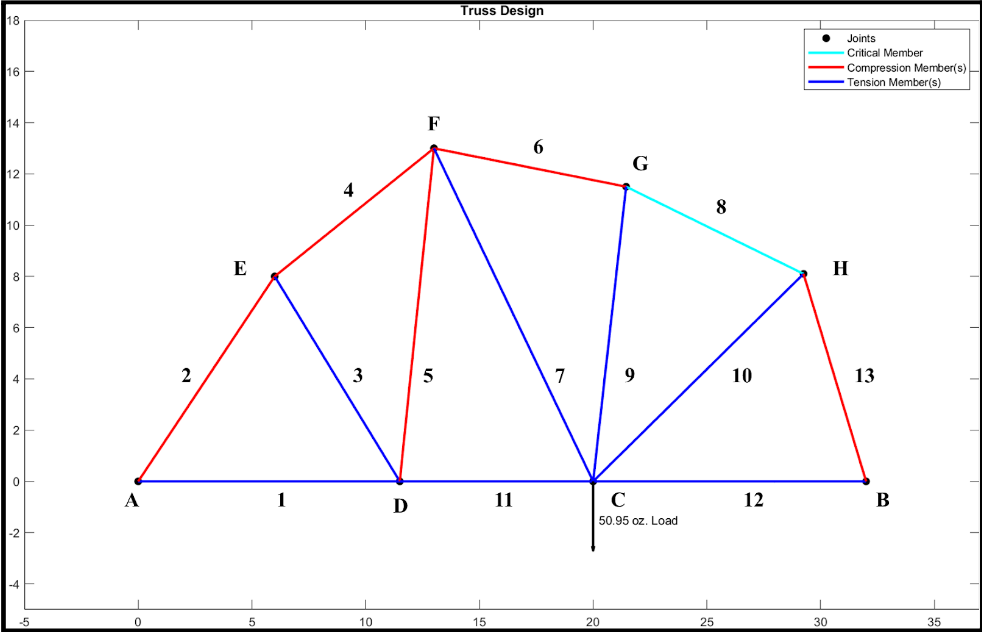 Truss Design
18
16
14
12
10
8
6
4
2
0
-2
-4
Joints
Critical Member
Compression Member(s)
Tension Member(s)
F
6
G
4
8
E
H
2
3
5
7
9
10
13
A
1
D
11
C
12
B
50.95 oz. Load
-5 0 5 10 15 20 25 30 35